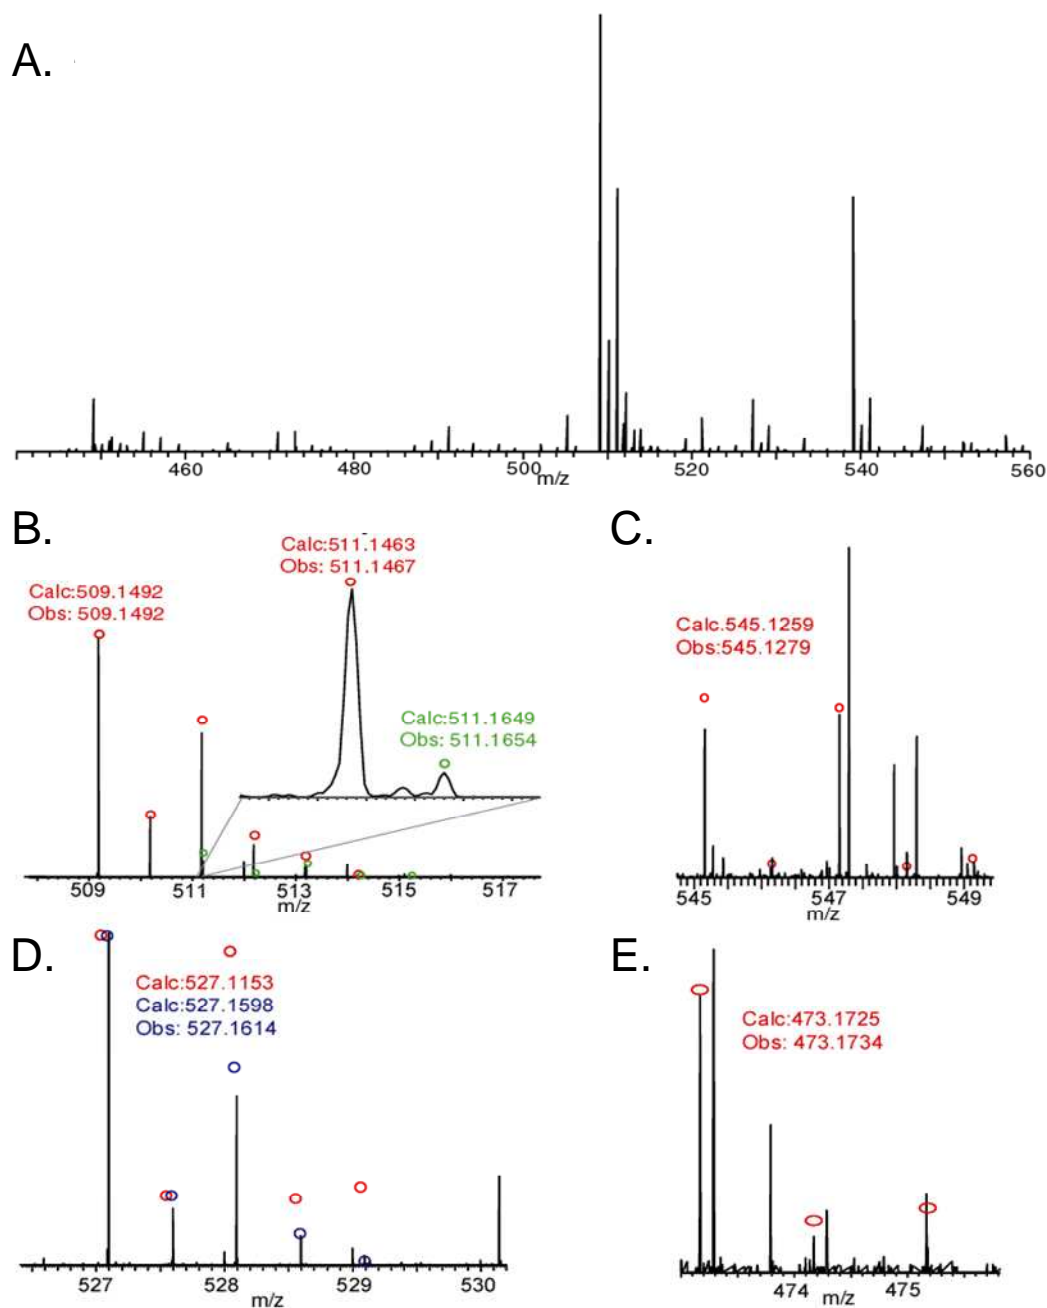 A.
460
480
500
520
540
560
m/z
B.
Calc:509.1492
Obs: 509.1492
Calc:511.1463
Obs: 511.1467
Calc:511.1649
Obs: 511.1654
509
511
513
515
517
m/z
C.
Calc.545.1259
Obs:545.1279
545
547
549
m/z
D.
Calc:527.1153
Calc:527.1598
Obs: 527.1614
527
528
529
530
m/z
E.
Calc:473.1725
Obs: 473.1734
474
475
m/z